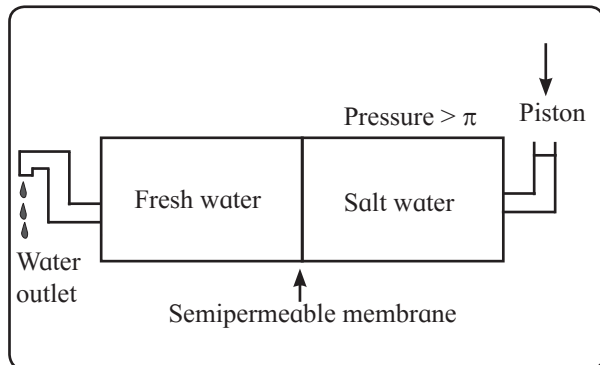 Pressure > π
Piston
Fresh water
Salt water
Water
outlet
Semipermeable membrane